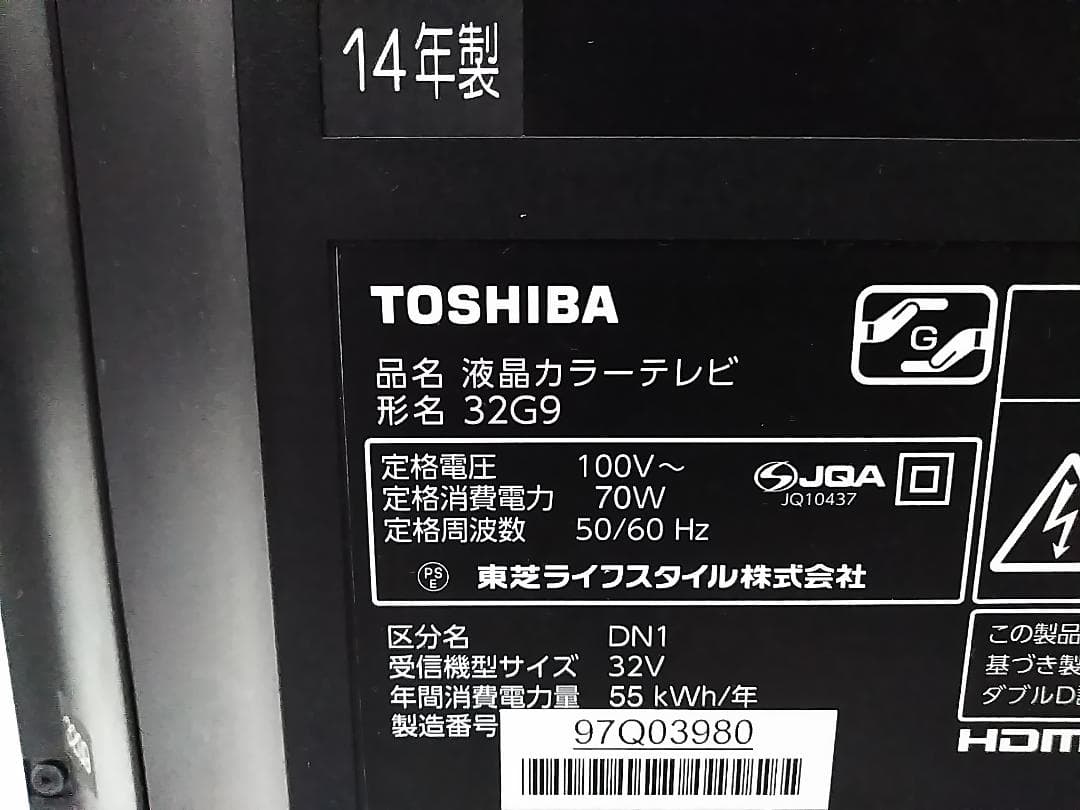 14年製
TOSHIBA
品名 液晶カラーテレビ
形名 32G9
G
定格電圧 100V～
定格消費電力 70W
定格周波数 50/60 Hz
JQA
JQ10437
PS
E
東芝ライフスタイル株式会社
区分名 DN1
受信機型サイズ 32V
年間消費電力量 55 kWh/年
製造番号
97Q03980
この製品
基づき製
ダブルD
HDM